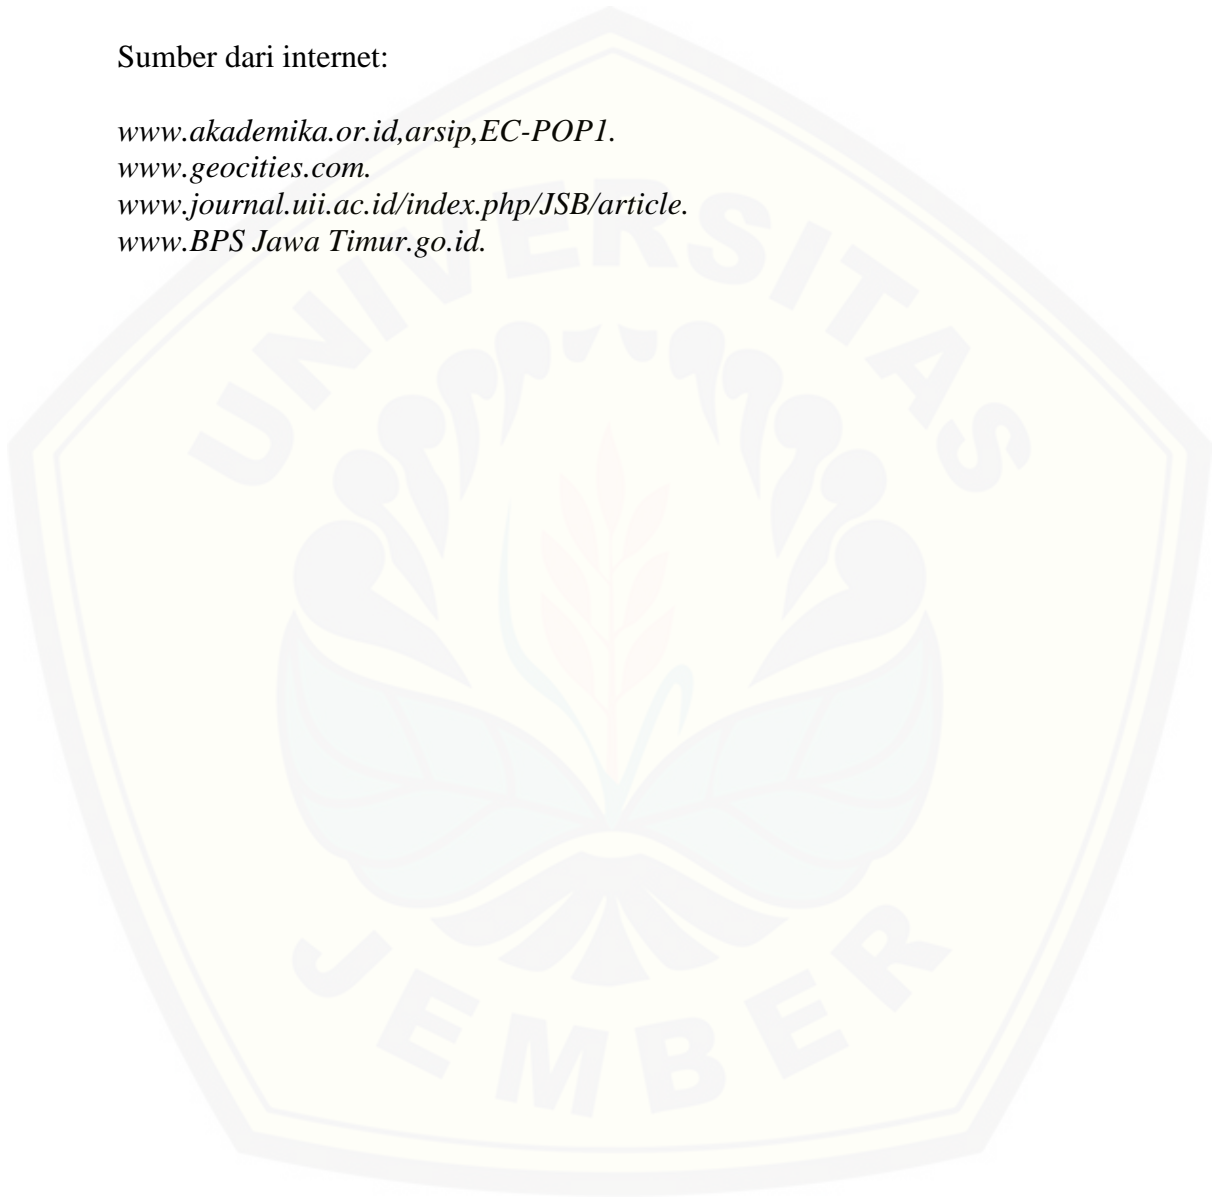 Sumber dari internet:
www.akademika.or.id,arsip,EC-POP1.
www.geocities.com.
www.journal.uii.ac.id/index.php/JSB/article.
www.BPS Jawa Timur.go.id.
UNIVERSITAS
JEMBER